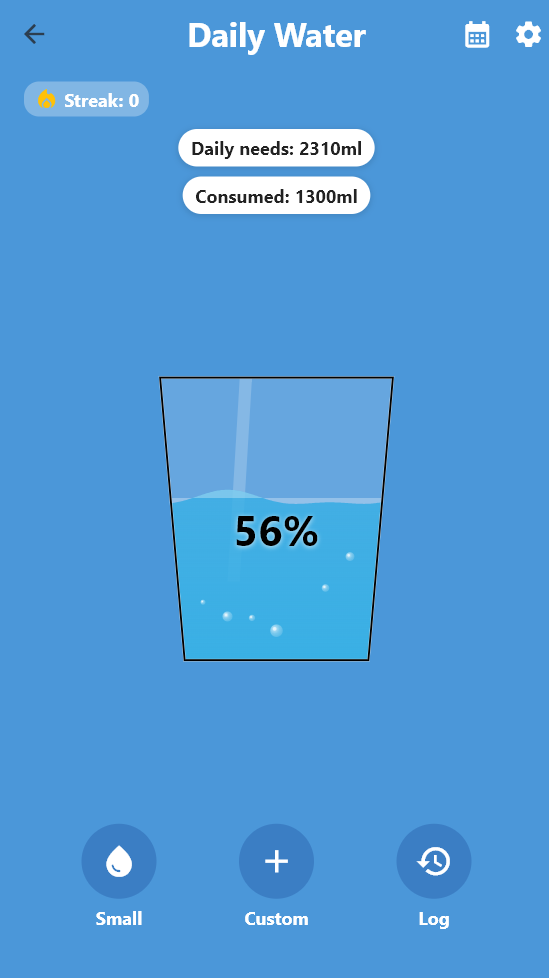 Daily Water
Streak: 0
Daily needs: 2310ml
Consumed: 1300ml
56%
Small
Custom
Log